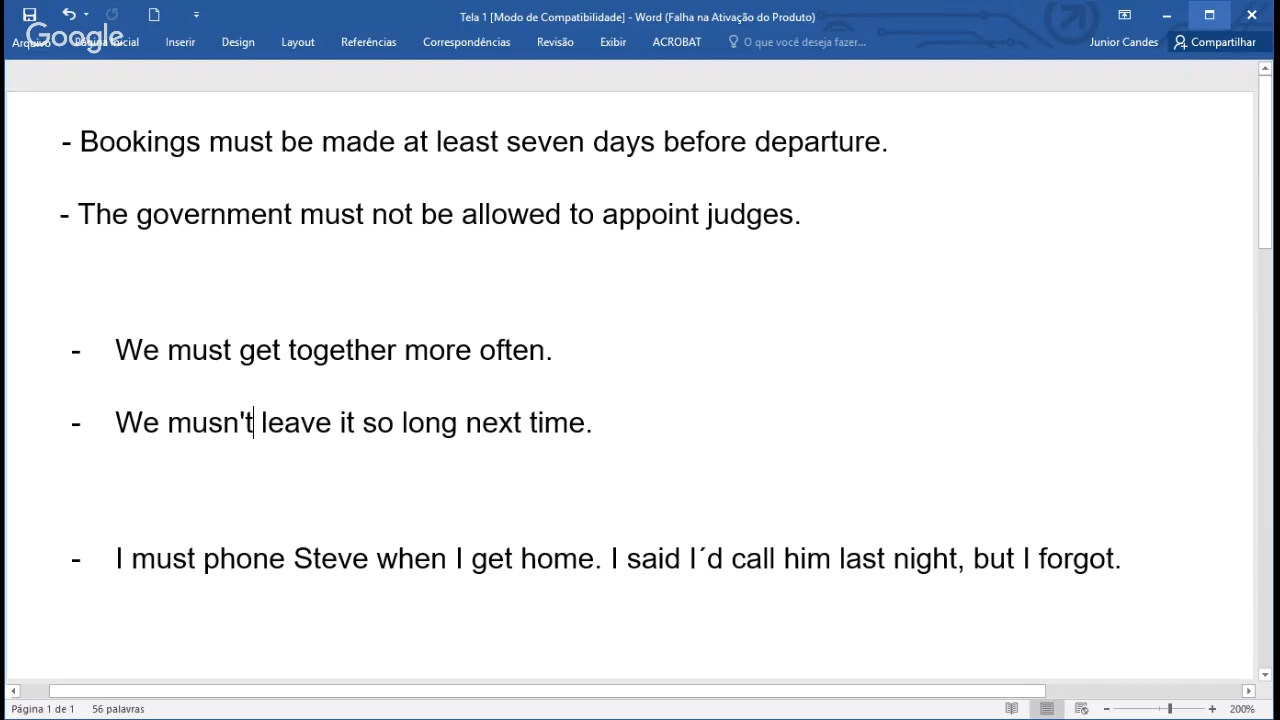 Tela 1 [Modo de Compatibilidade] - Word (Falha na Ativação do Produto)
Google
Arquivo Página Inicial Inserir Design Layout Referências Correspondências Revisão Exibir ACROBAT O que você deseja fazer... Junior Candes Compartilhar
- Bookings must be made at least seven days before departure.
- The government must not be allowed to appoint judges.
- We must get together more often.
- We musn't leave it so long next time.
- I must phone Steve when I get home. I said I´d call him last night, but I forgot.
Página 1 de 1 56 palavras 200%